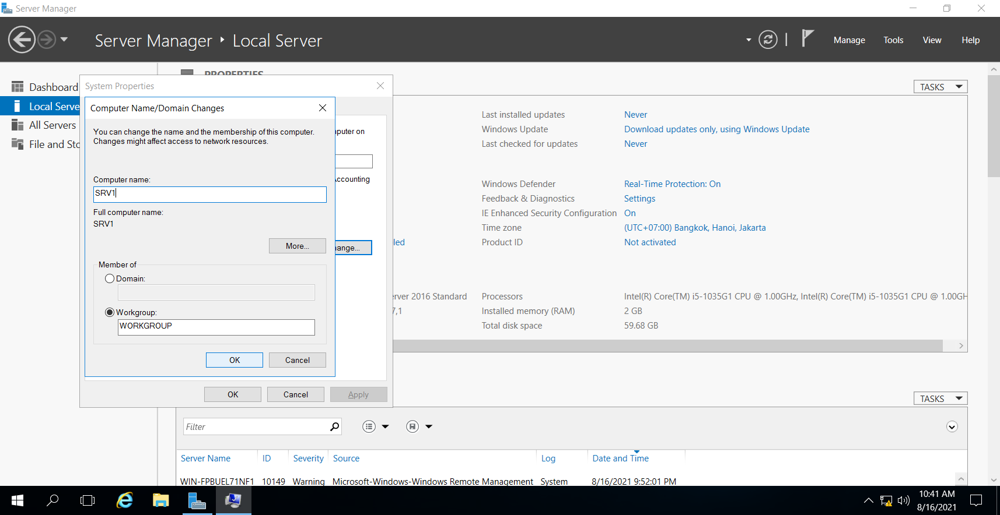 Server Manager
Server Manager ‣ Local Server
Manage
Tools
View
Help
Dashboard
Local Serve
All Servers
File and Sto
PROPERTIES
TASKS
System Properties
Computer Name/Domain Changes
You can change the name and the membership of this computer.
Changes might affect access to network resources.
Computer name:
SRV1
Full computer name:
SRV1
More...
Member of
Domain:
Workgroup:
WORKGROUP
OK
Cancel
puter on
ccounting
ange...
OK
Cancel
Apply
led
rver 2016 Standard
7,1
Last installed updates Never
Windows Update Download updates only, using Windows Update
Last checked for updates Never
Windows Defender Real-Time Protection: On
Feedback & Diagnostics Settings
IE Enhanced Security Configuration On
Time zone (UTC+07:00) Bangkok, Hanoi, Jakarta
Product ID Not activated
Processors Intel(R) Core(TM) i5-1035G1 CPU @ 1.00GHz, Intel(R) Core(TM) i5-1035G1 CPU @ 1.00GH
Installed memory (RAM) 2 GB
Total disk space 59.68 GB
TASKS
Filter
Server Name ID Severity Source Log Date and Time
WIN-FPBUEL71NF1 10149 Warning Microsoft-Windows-Windows Remote Management System 8/16/2021 9:52:01 PM
10:41 AM
8/16/2021